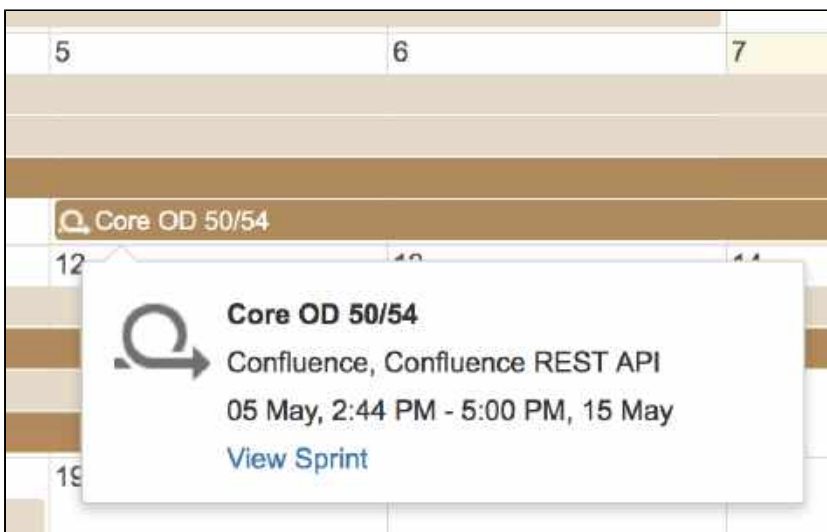 5
6
7
Core OD 50/54
12
Core OD 50/54
Confluence, Confluence REST API
05 May, 2:44 PM - 5:00 PM, 15 May
View Sprint
19